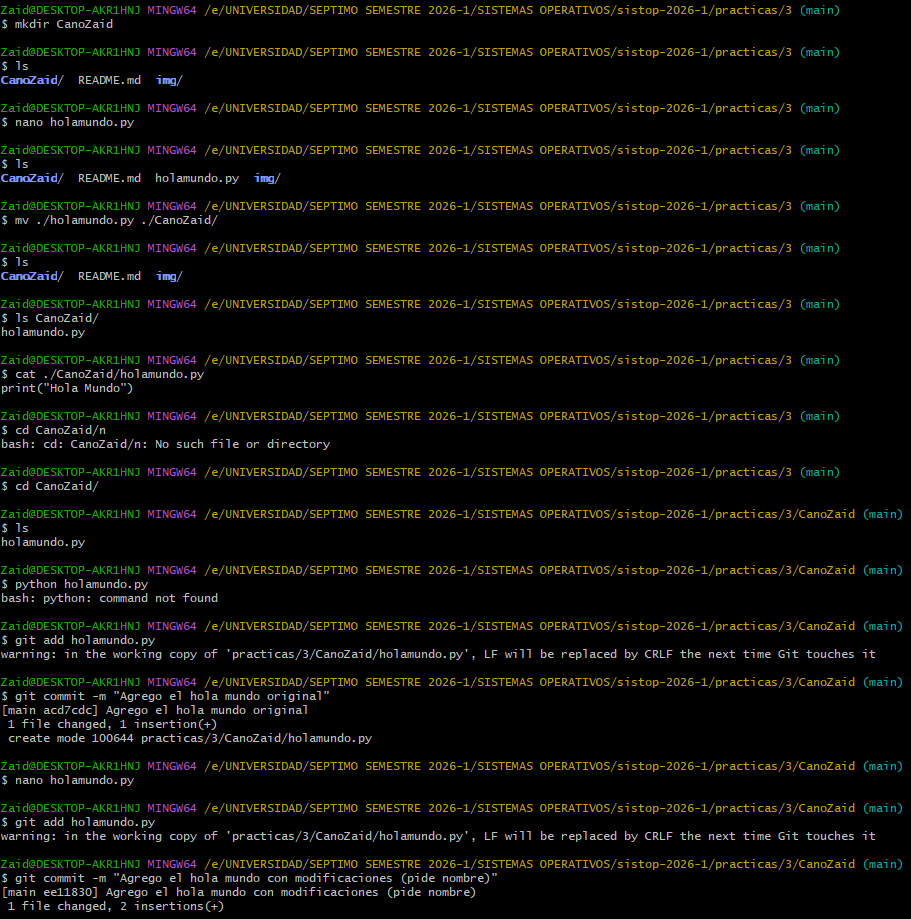 Zaid@DESKTOP-AKR1HNJ MINGW64 /e/UNIVERSIDAD/SEPTIMO SEMESTRE 2026-1/SISTEMAS OPERATIVOS/sistop-2026-1/practicas/3 (main)
$ mkdir CanoZaid
Zaid@DESKTOP-AKR1HNJ MINGW64 /e/UNIVERSIDAD/SEPTIMO SEMESTRE 2026-1/SISTEMAS OPERATIVOS/sistop-2026-1/practicas/3 (main)
$ ls
CanoZaid/  README.md  img/
Zaid@DESKTOP-AKR1HNJ MINGW64 /e/UNIVERSIDAD/SEPTIMO SEMESTRE 2026-1/SISTEMAS OPERATIVOS/sistop-2026-1/practicas/3 (main)
$ nano holamundo.py
Zaid@DESKTOP-AKR1HNJ MINGW64 /e/UNIVERSIDAD/SEPTIMO SEMESTRE 2026-1/SISTEMAS OPERATIVOS/sistop-2026-1/practicas/3 (main)
$ ls
CanoZaid/  README.md  holamundo.py  img/
Zaid@DESKTOP-AKR1HNJ MINGW64 /e/UNIVERSIDAD/SEPTIMO SEMESTRE 2026-1/SISTEMAS OPERATIVOS/sistop-2026-1/practicas/3 (main)
$ mv ./holamundo.py ./CanoZaid/
Zaid@DESKTOP-AKR1HNJ MINGW64 /e/UNIVERSIDAD/SEPTIMO SEMESTRE 2026-1/SISTEMAS OPERATIVOS/sistop-2026-1/practicas/3 (main)
$ ls
CanoZaid/  README.md  img/
Zaid@DESKTOP-AKR1HNJ MINGW64 /e/UNIVERSIDAD/SEPTIMO SEMESTRE 2026-1/SISTEMAS OPERATIVOS/sistop-2026-1/practicas/3 (main)
$ ls CanoZaid/
holamundo.py
Zaid@DESKTOP-AKR1HNJ MINGW64 /e/UNIVERSIDAD/SEPTIMO SEMESTRE 2026-1/SISTEMAS OPERATIVOS/sistop-2026-1/practicas/3 (main)
$ cat ./CanoZaid/holamundo.py
print("Hola Mundo")
Zaid@DESKTOP-AKR1HNJ MINGW64 /e/UNIVERSIDAD/SEPTIMO SEMESTRE 2026-1/SISTEMAS OPERATIVOS/sistop-2026-1/practicas/3 (main)
$ cd CanoZaid/n
bash: cd: CanoZaid/n: No such file or directory
Zaid@DESKTOP-AKR1HNJ MINGW64 /e/UNIVERSIDAD/SEPTIMO SEMESTRE 2026-1/SISTEMAS OPERATIVOS/sistop-2026-1/practicas/3 (main)
$ cd CanoZaid/
Zaid@DESKTOP-AKR1HNJ MINGW64 /e/UNIVERSIDAD/SEPTIMO SEMESTRE 2026-1/SISTEMAS OPERATIVOS/sistop-2026-1/practicas/3/CanoZaid (main)
$ ls
holamundo.py
Zaid@DESKTOP-AKR1HNJ MINGW64 /e/UNIVERSIDAD/SEPTIMO SEMESTRE 2026-1/SISTEMAS OPERATIVOS/sistop-2026-1/practicas/3/CanoZaid (main)
$ python holamundo.py
bash: python: command not found
Zaid@DESKTOP-AKR1HNJ MINGW64 /e/UNIVERSIDAD/SEPTIMO SEMESTRE 2026-1/SISTEMAS OPERATIVOS/sistop-2026-1/practicas/3/CanoZaid (main)
$ git add holamundo.py
warning: in the working copy of 'practicas/3/CanoZaid/holamundo.py', LF will be replaced by CRLF the next time Git touches it
Zaid@DESKTOP-AKR1HNJ MINGW64 /e/UNIVERSIDAD/SEPTIMO SEMESTRE 2026-1/SISTEMAS OPERATIVOS/sistop-2026-1/practicas/3/CanoZaid (main)
$ git commit -m "Agrego el hola mundo original"
[main acd7cdc] Agrego el hola mundo original
 1 file changed, 1 insertion(+)
 create mode 100644 practicas/3/CanoZaid/holamundo.py
Zaid@DESKTOP-AKR1HNJ MINGW64 /e/UNIVERSIDAD/SEPTIMO SEMESTRE 2026-1/SISTEMAS OPERATIVOS/sistop-2026-1/practicas/3/CanoZaid (main)
$ nano holamundo.py
Zaid@DESKTOP-AKR1HNJ MINGW64 /e/UNIVERSIDAD/SEPTIMO SEMESTRE 2026-1/SISTEMAS OPERATIVOS/sistop-2026-1/practicas/3/CanoZaid (main)
$ git add holamundo.py
warning: in the working copy of 'practicas/3/CanoZaid/holamundo.py', LF will be replaced by CRLF the next time Git touches it
Zaid@DESKTOP-AKR1HNJ MINGW64 /e/UNIVERSIDAD/SEPTIMO SEMESTRE 2026-1/SISTEMAS OPERATIVOS/sistop-2026-1/practicas/3/CanoZaid (main)
$ git commit -m "Agrego el hola mundo con modificaciones (pide nombre)"
[main ee11830] Agrego el hola mundo con modificaciones (pide nombre)
 1 file changed, 2 insertions(+)